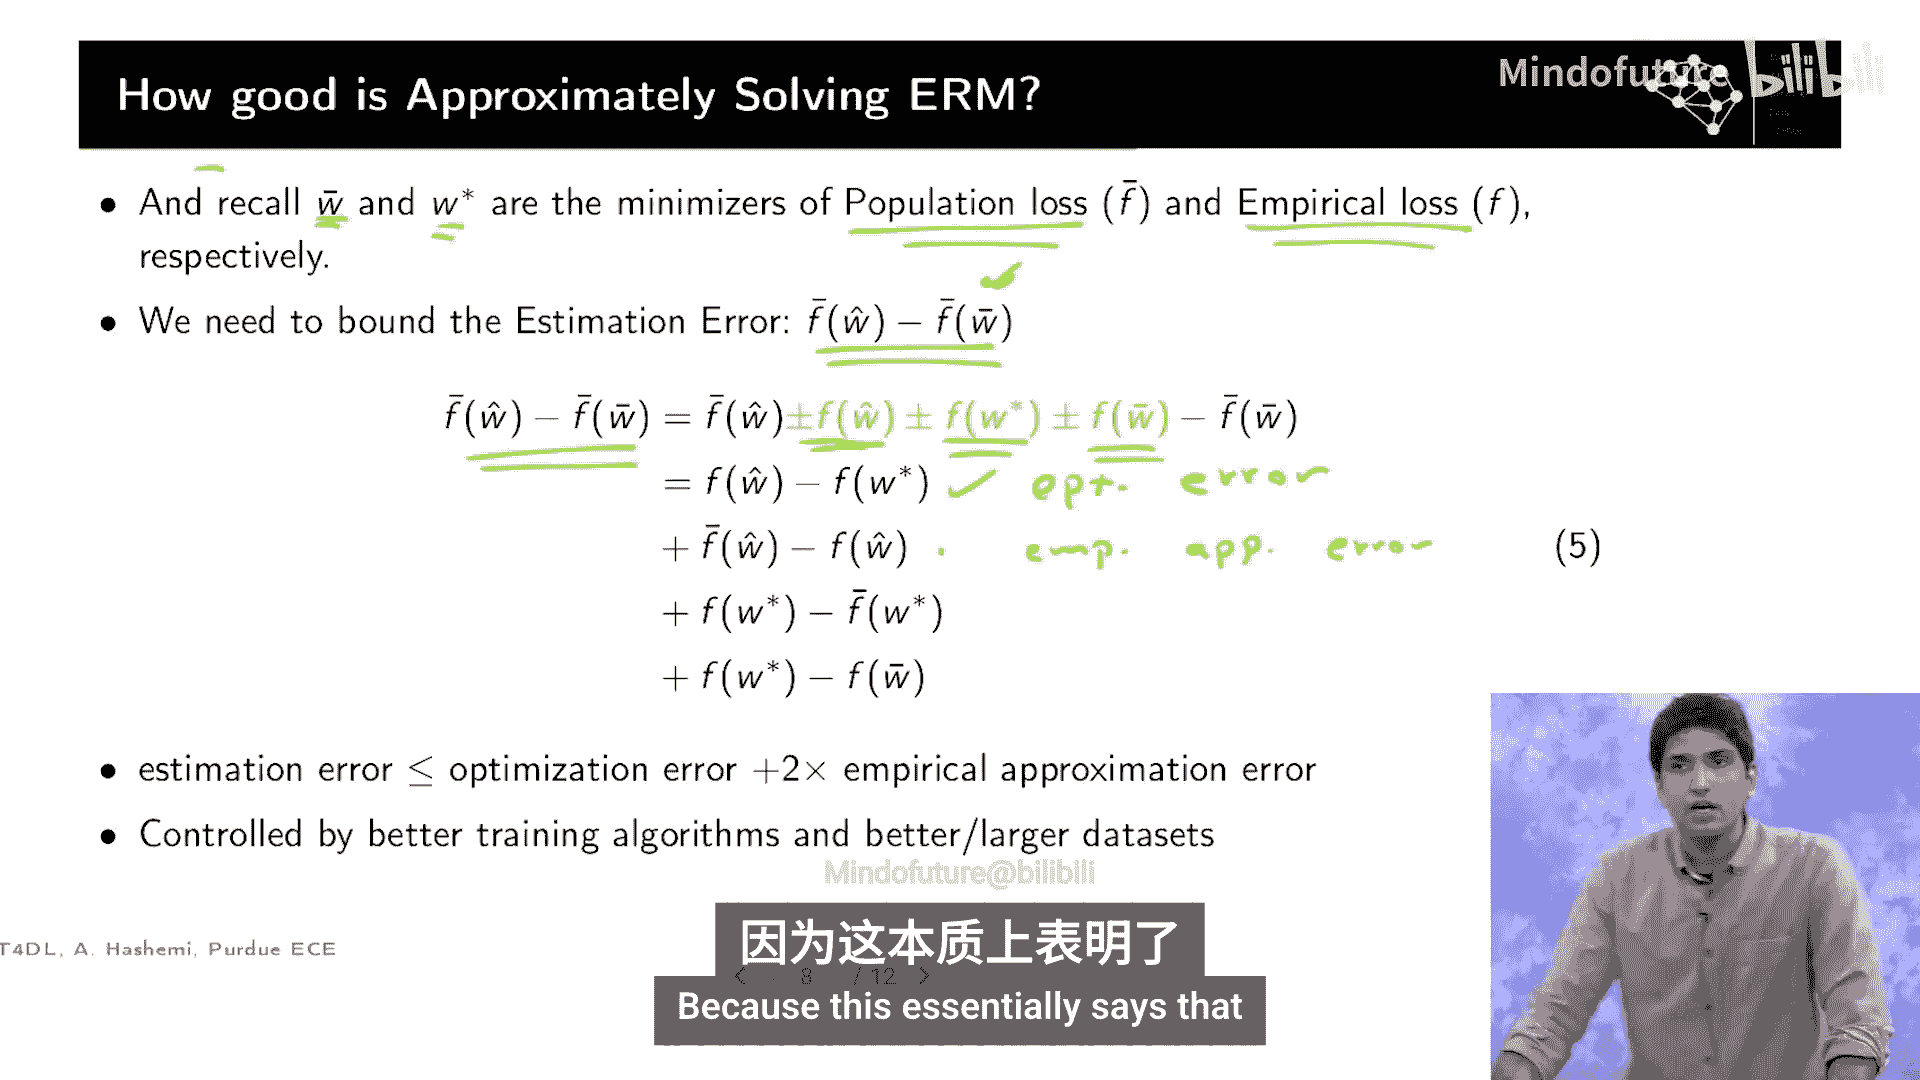 How good is Approximately Solving ERM?
Mindofuture
bilibili
• And recall w̄ and w* are the minimizers of Population loss (f̄) and Empirical loss (f),
respectively.
• We need to bound the Estimation Error: f̄(ŵ) − f̄(w̄)
f̄(ŵ) − f̄(w̄) = f̄(ŵ)±f(ŵ) ± f(w*) ± f(w̄) − f̄(w̄)
= f(ŵ) − f(w*) ✓ opt. error
+ f̄(ŵ) − f(ŵ) . emp. app. error (5)
+ f(w*) − f̄(w*)
+ f(w*) − f(w̄)
• estimation error ≤ optimization error +2× empirical approximation error
• Controlled by better training algorithms and better/larger datasets
Mindofuture@bilibili
因为这本质上表明了
T4DL, A. Hashemi, Purdue ECE
< 8 / 12 >
Because this essentially says that